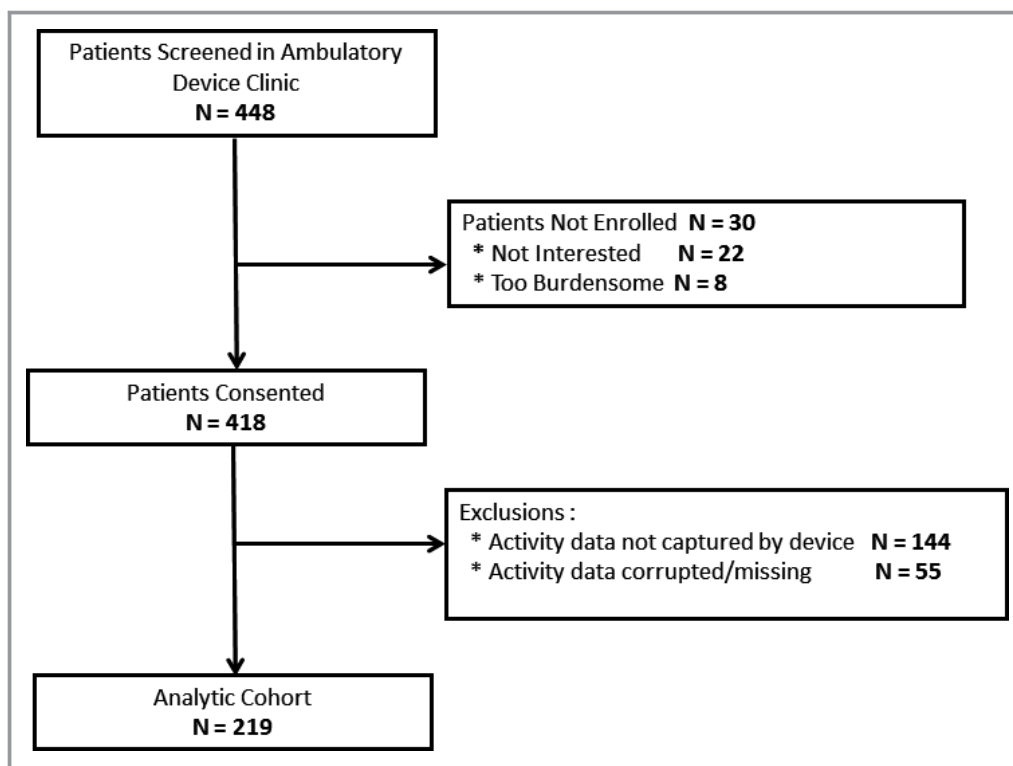 Patients Screened in Ambulatory
Device Clinic
N = 448
Patients Not Enrolled N = 30
* Not Interested N = 22
* Too Burdensome N = 8
Patients Consented
N = 418
Exclusions :
* Activity data not captured by device N = 144
* Activity data corrupted/missing N = 55
Analytic Cohort
N = 219